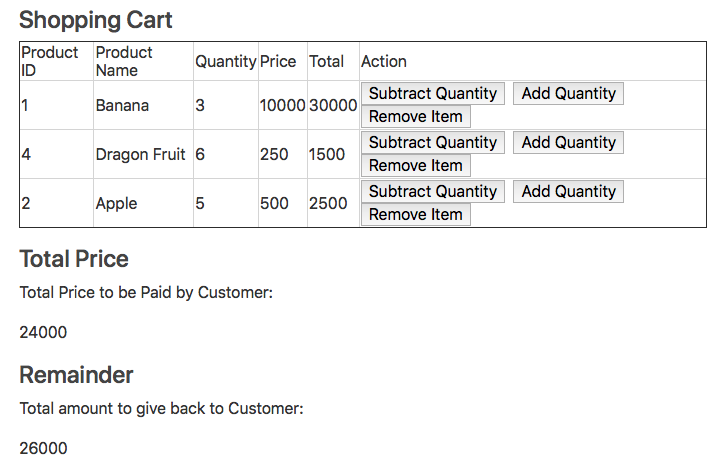 Shopping Cart
Product ID Product Name Quantity Price Total Action
1 Banana 3 10000 30000 Subtract Quantity Add Quantity
Remove Item
4 Dragon Fruit 6 250 1500 Subtract Quantity Add Quantity
Remove Item
2 Apple 5 500 2500 Subtract Quantity Add Quantity
Remove Item
Total Price
Total Price to be Paid by Customer:
24000
Remainder
Total amount to give back to Customer:
26000